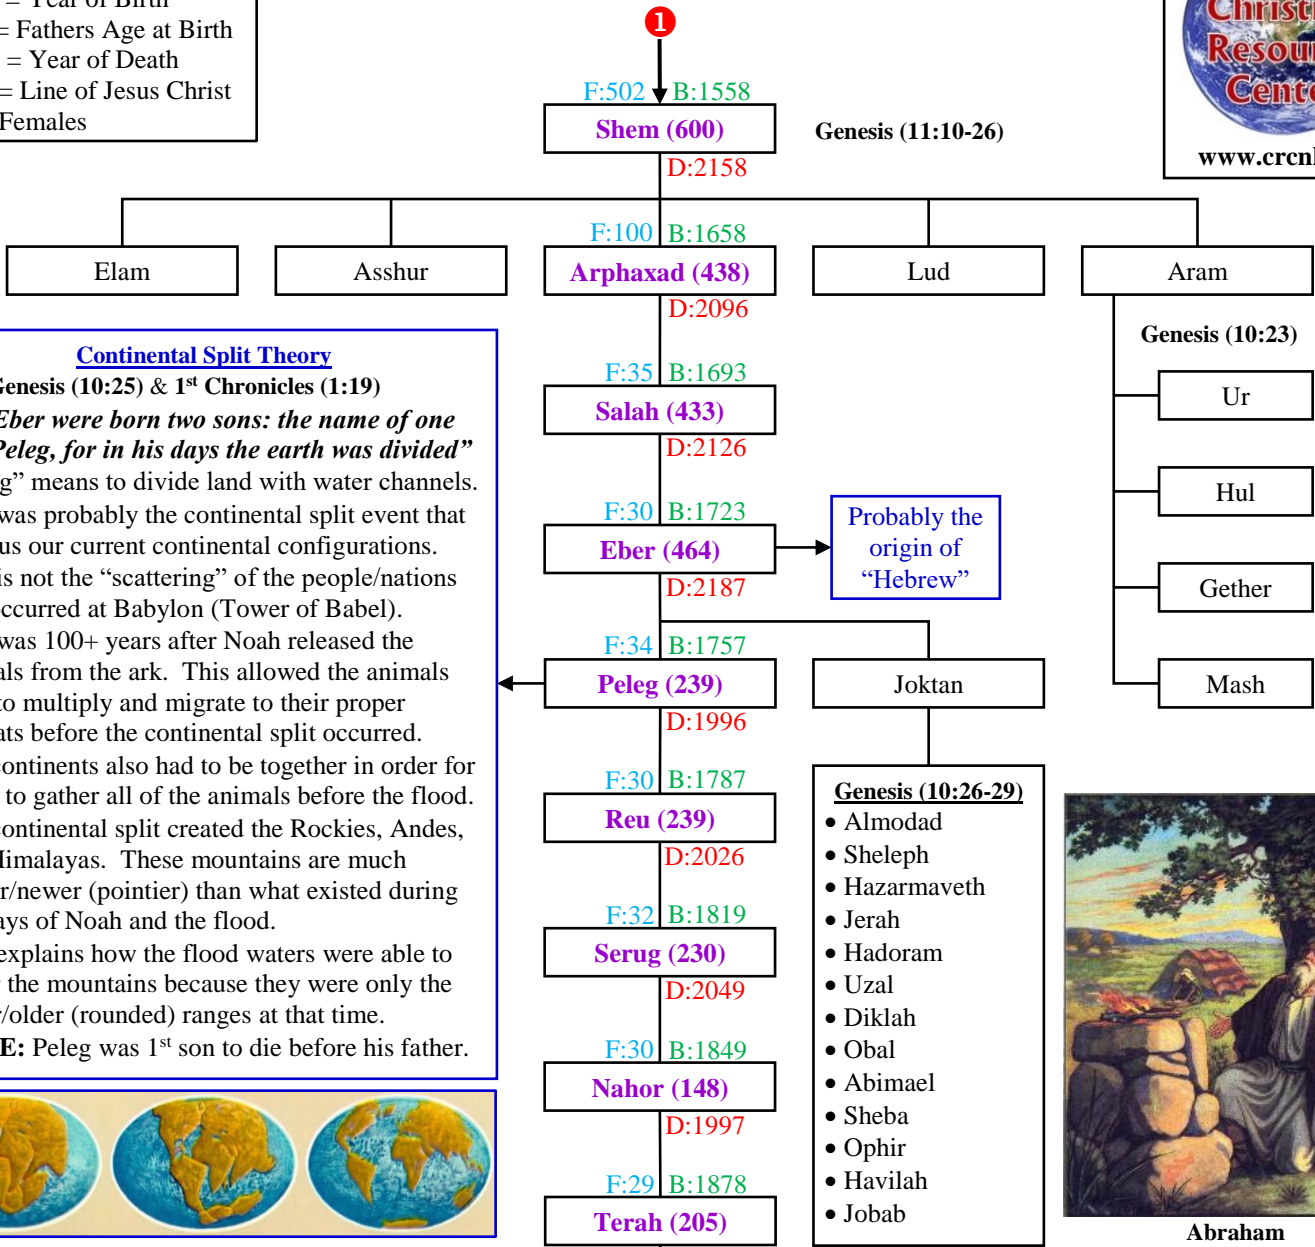 = Year of Birth
= Fathers Age at Birth
= Year of Death
= Line of Jesus Christ
Females
1
F:502 B:1558
Shem (600)
D:2158
Genesis (11:10-26)
Resou
www.crcn
Elam
Asshur
F:100 B:1658
Arphaxad (438)
D:2096
Lud
Aram
Genesis (10:23)
Ur
Hul
Gether
Mash
F:35 B:1693
Salah (433)
D:2126
F:30 B:1723
Eber (464)
D:2187
Probably the
origin of
“Hebrew”
F:34 B:1757
Peleg (239)
D:1996
Joktan
Continental Split Theory
Genesis (10:25) & 1st Chronicles (1:19)
Eber were born two sons: the name of one
Peleg, for in his days the earth was divided”
g” means to divide land with water channels.
was probably the continental split event that
us our current continental configurations.
is not the “scattering” of the people/nations
occurred at Babylon (Tower of Babel).
was 100+ years after Noah released the
als from the ark. This allowed the animals
to multiply and migrate to their proper
ats before the continental split occurred.
continents also had to be together in order for
to gather all of the animals before the flood.
continental split created the Rockies, Andes,
Himalayas. These mountains are much
r/newer (pointier) than what existed during
ays of Noah and the flood.
explains how the flood waters were able to
the mountains because they were only the
r/older (rounded) ranges at that time.
E: Peleg was 1st son to die before his father.
F:30 B:1787
Reu (239)
D:2026
F:32 B:1819
Serug (230)
D:2049
F:30 B:1849
Nahor (148)
D:1997
F:29 B:1878
Terah (205)
Genesis (10:26-29)
• Almodad
• Sheleph
• Hazarmaveth
• Jerah
• Hadoram
• Uzal
• Diklah
• Obal
• Abimael
• Sheba
• Ophir
• Havilah
• Jobab
Abraham